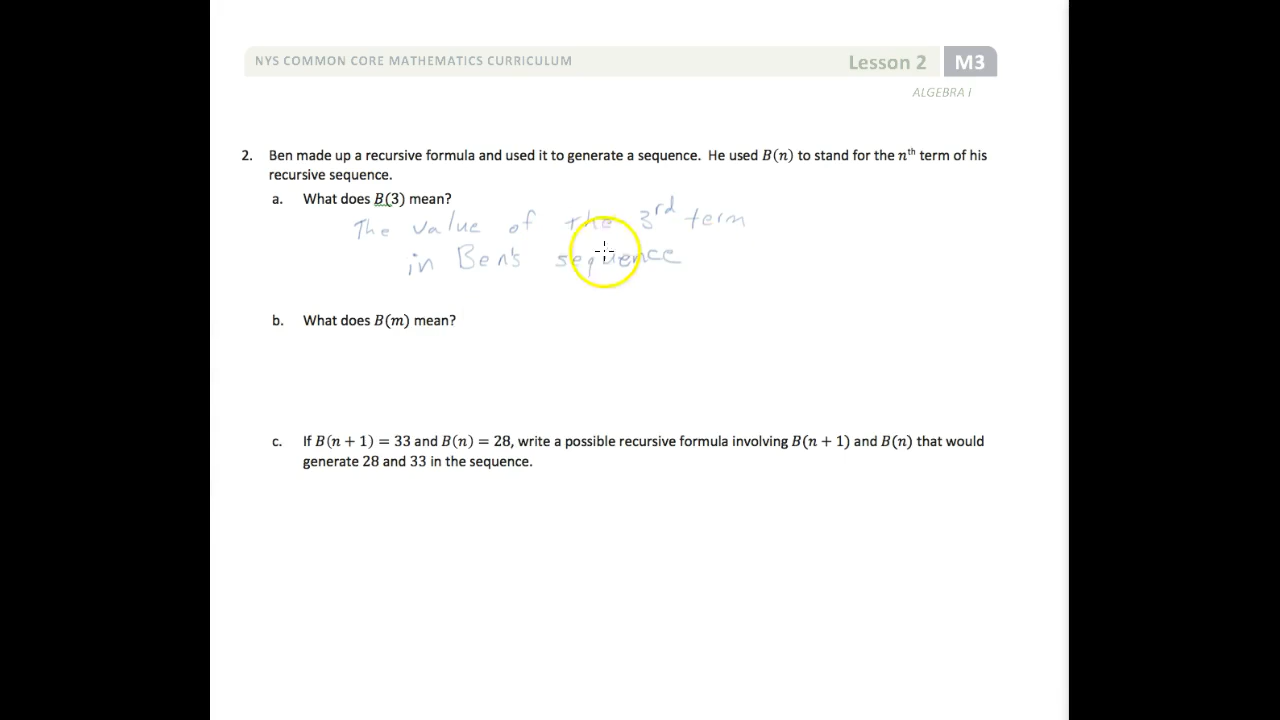 NYS COMMON CORE MATHEMATICS CURRICULUM Lesson 2 M3
ALGEBRA I
2. Ben made up a recursive formula and used it to generate a sequence. He used B(n) to stand for the nth term of his
recursive sequence.
a. What does B(3) mean?
The value of the 3rd term
in Ben's sequence
b. What does B(m) mean?
c. If B(n + 1) = 33 and B(n) = 28, write a possible recursive formula involving B(n + 1) and B(n) that would
generate 28 and 33 in the sequence.